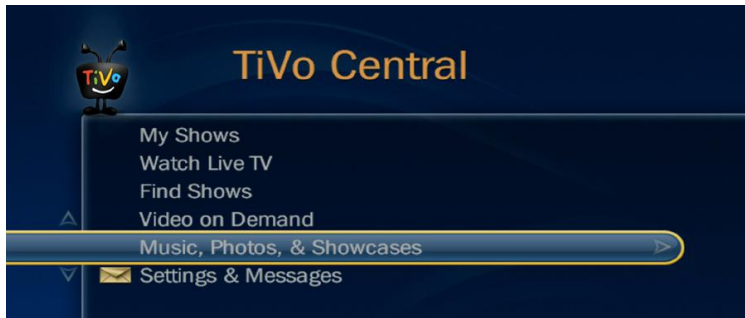 TiVo
TiVo Central
My Shows
Watch Live TV
Find Shows
Video on Demand
Music, Photos, & Showcases
Settings & Messages